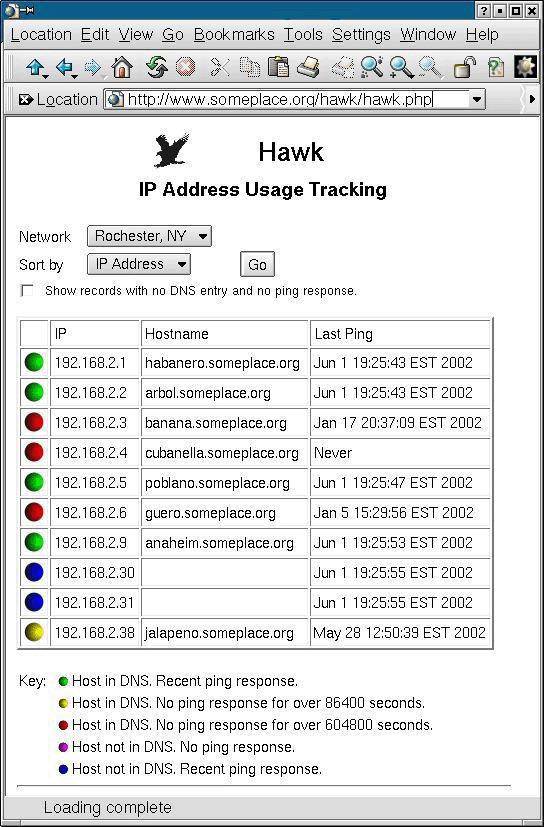 Location Edit View Go Bookmarks Tools Settings Window Help
Location http://www.someplace.org/hawk/hawk.php
Hawk
IP Address Usage Tracking
Network Rochester, NY
Sort by IP Address Go
Show records with no DNS entry and no ping response.
IP Hostname Last Ping
192.168.2.1 habanero.someplace.org Jun 1 19:25:43 EST 2002
192.168.2.2 arbol.someplace.org Jun 1 19:25:43 EST 2002
192.168.2.3 banana.someplace.org Jan 17 20:37:09 EST 2002
192.168.2.4 cubanella.someplace.org Never
192.168.2.5 poblano.someplace.org Jun 1 19:25:47 EST 2002
192.168.2.6 guero.someplace.org Jan 5 15:29:56 EST 2002
192.168.2.9 anaheim.someplace.org Jun 1 19:25:53 EST 2002
192.168.2.30 Jun 1 19:25:55 EST 2002
192.168.2.31 Jun 1 19:25:55 EST 2002
192.168.2.38 jalapeno.someplace.org May 28 12:50:39 EST 2002
Key: Host in DNS. Recent ping response.
Host in DNS. No ping response for over 86400 seconds.
Host in DNS. No ping response for over 604800 seconds.
Host not in DNS. No ping response.
Host not in DNS. Recent ping response.
Loading complete